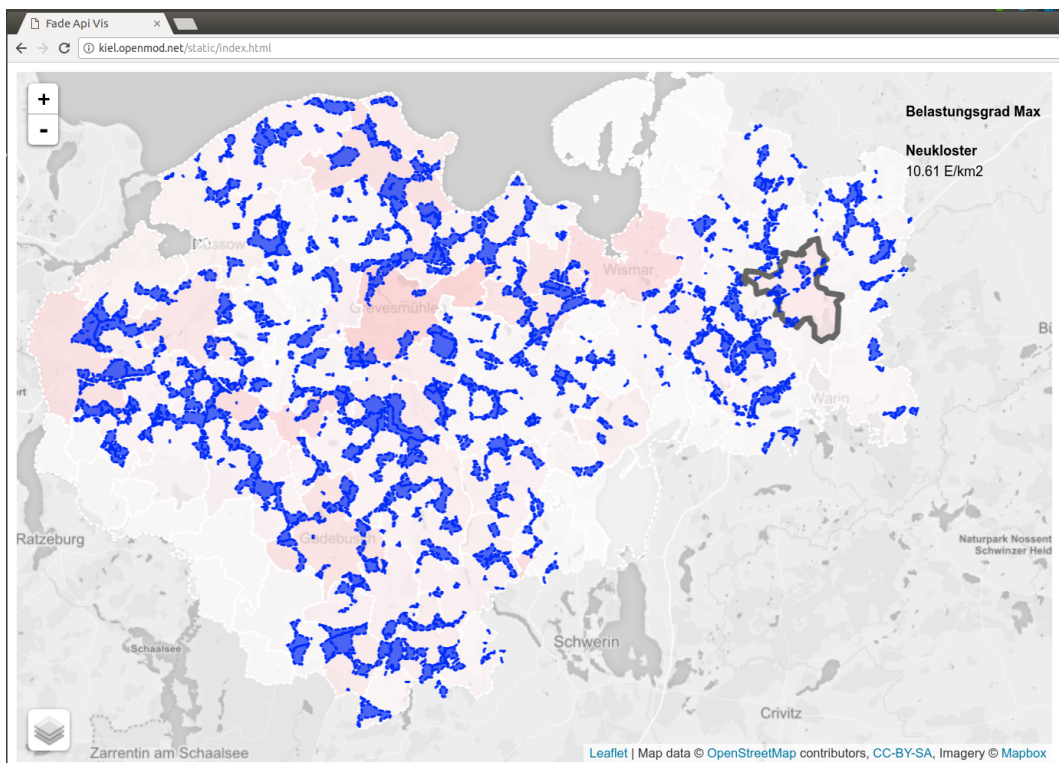 Fade Api Vis
kiel.openmod.net/static/index.html
+
-
Belastungsgrad Max
Neukloster
10.61 E/km2
Dassow
Wismar
Grevesmühlen
Warin
Gadebusch
Ratzeburg
Naturpark Nossent
Schwinzer Heid
Schaalsee
Schwerin
Crivitz
Zarrentin am Schaalsee
Leaflet | Map data © OpenStreetMap contributors, CC-BY-SA, Imagery © Mapbox